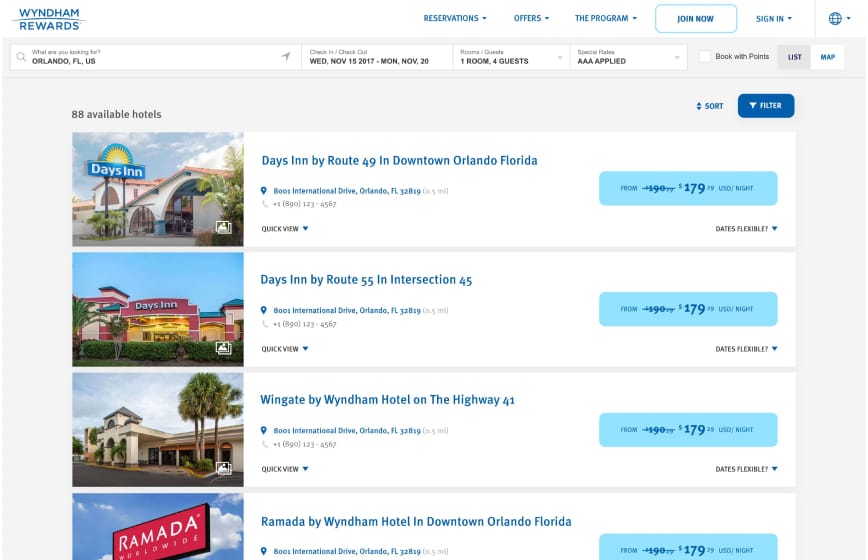 WYNDHAM
REWARDS
RESERVATIONS
OFFERS
THE PROGRAM
JOIN NOW
SIGN IN
What are you looking for?
ORLANDO, FL, US
Check In / Check Out
WED, NOV 15 2017 - MON, NOV, 20
Rooms / Guests
1 ROOM, 4 GUESTS
Special Rates
AAA APPLIED
Book with Points
LIST
MAP
88 available hotels
SORT
FILTER
Days Inn
Days Inn by Route 49 In Downtown Orlando Florida
8001 International Drive, Orlando, FL 32819 (0.5 mi)
+1 (890) 123 - 4567
QUICK VIEW
FROM $190.29 $179.29 USD/ NIGHT
DATES FLEXIBLE?
Days Inn
Days Inn by Route 55 In Intersection 45
8001 International Drive, Orlando, FL 32819 (0.5 mi)
+1 (890) 123 - 4567
QUICK VIEW
FROM $190.29 $179.29 USD/ NIGHT
DATES FLEXIBLE?
Wingate by Wyndham Hotel on The Highway 41
8001 International Drive, Orlando, FL 32819 (0.5 mi)
+1 (890) 123 - 4567
QUICK VIEW
FROM $190.29 $179.29 USD/ NIGHT
DATES FLEXIBLE?
RAMADA
WORLDWIDE
Ramada by Wyndham Hotel In Downtown Orlando Florida
8001 International Drive, Orlando, FL 32819 (0.5 mi)
FROM $190.29 $179.29 USD/ NIGHT